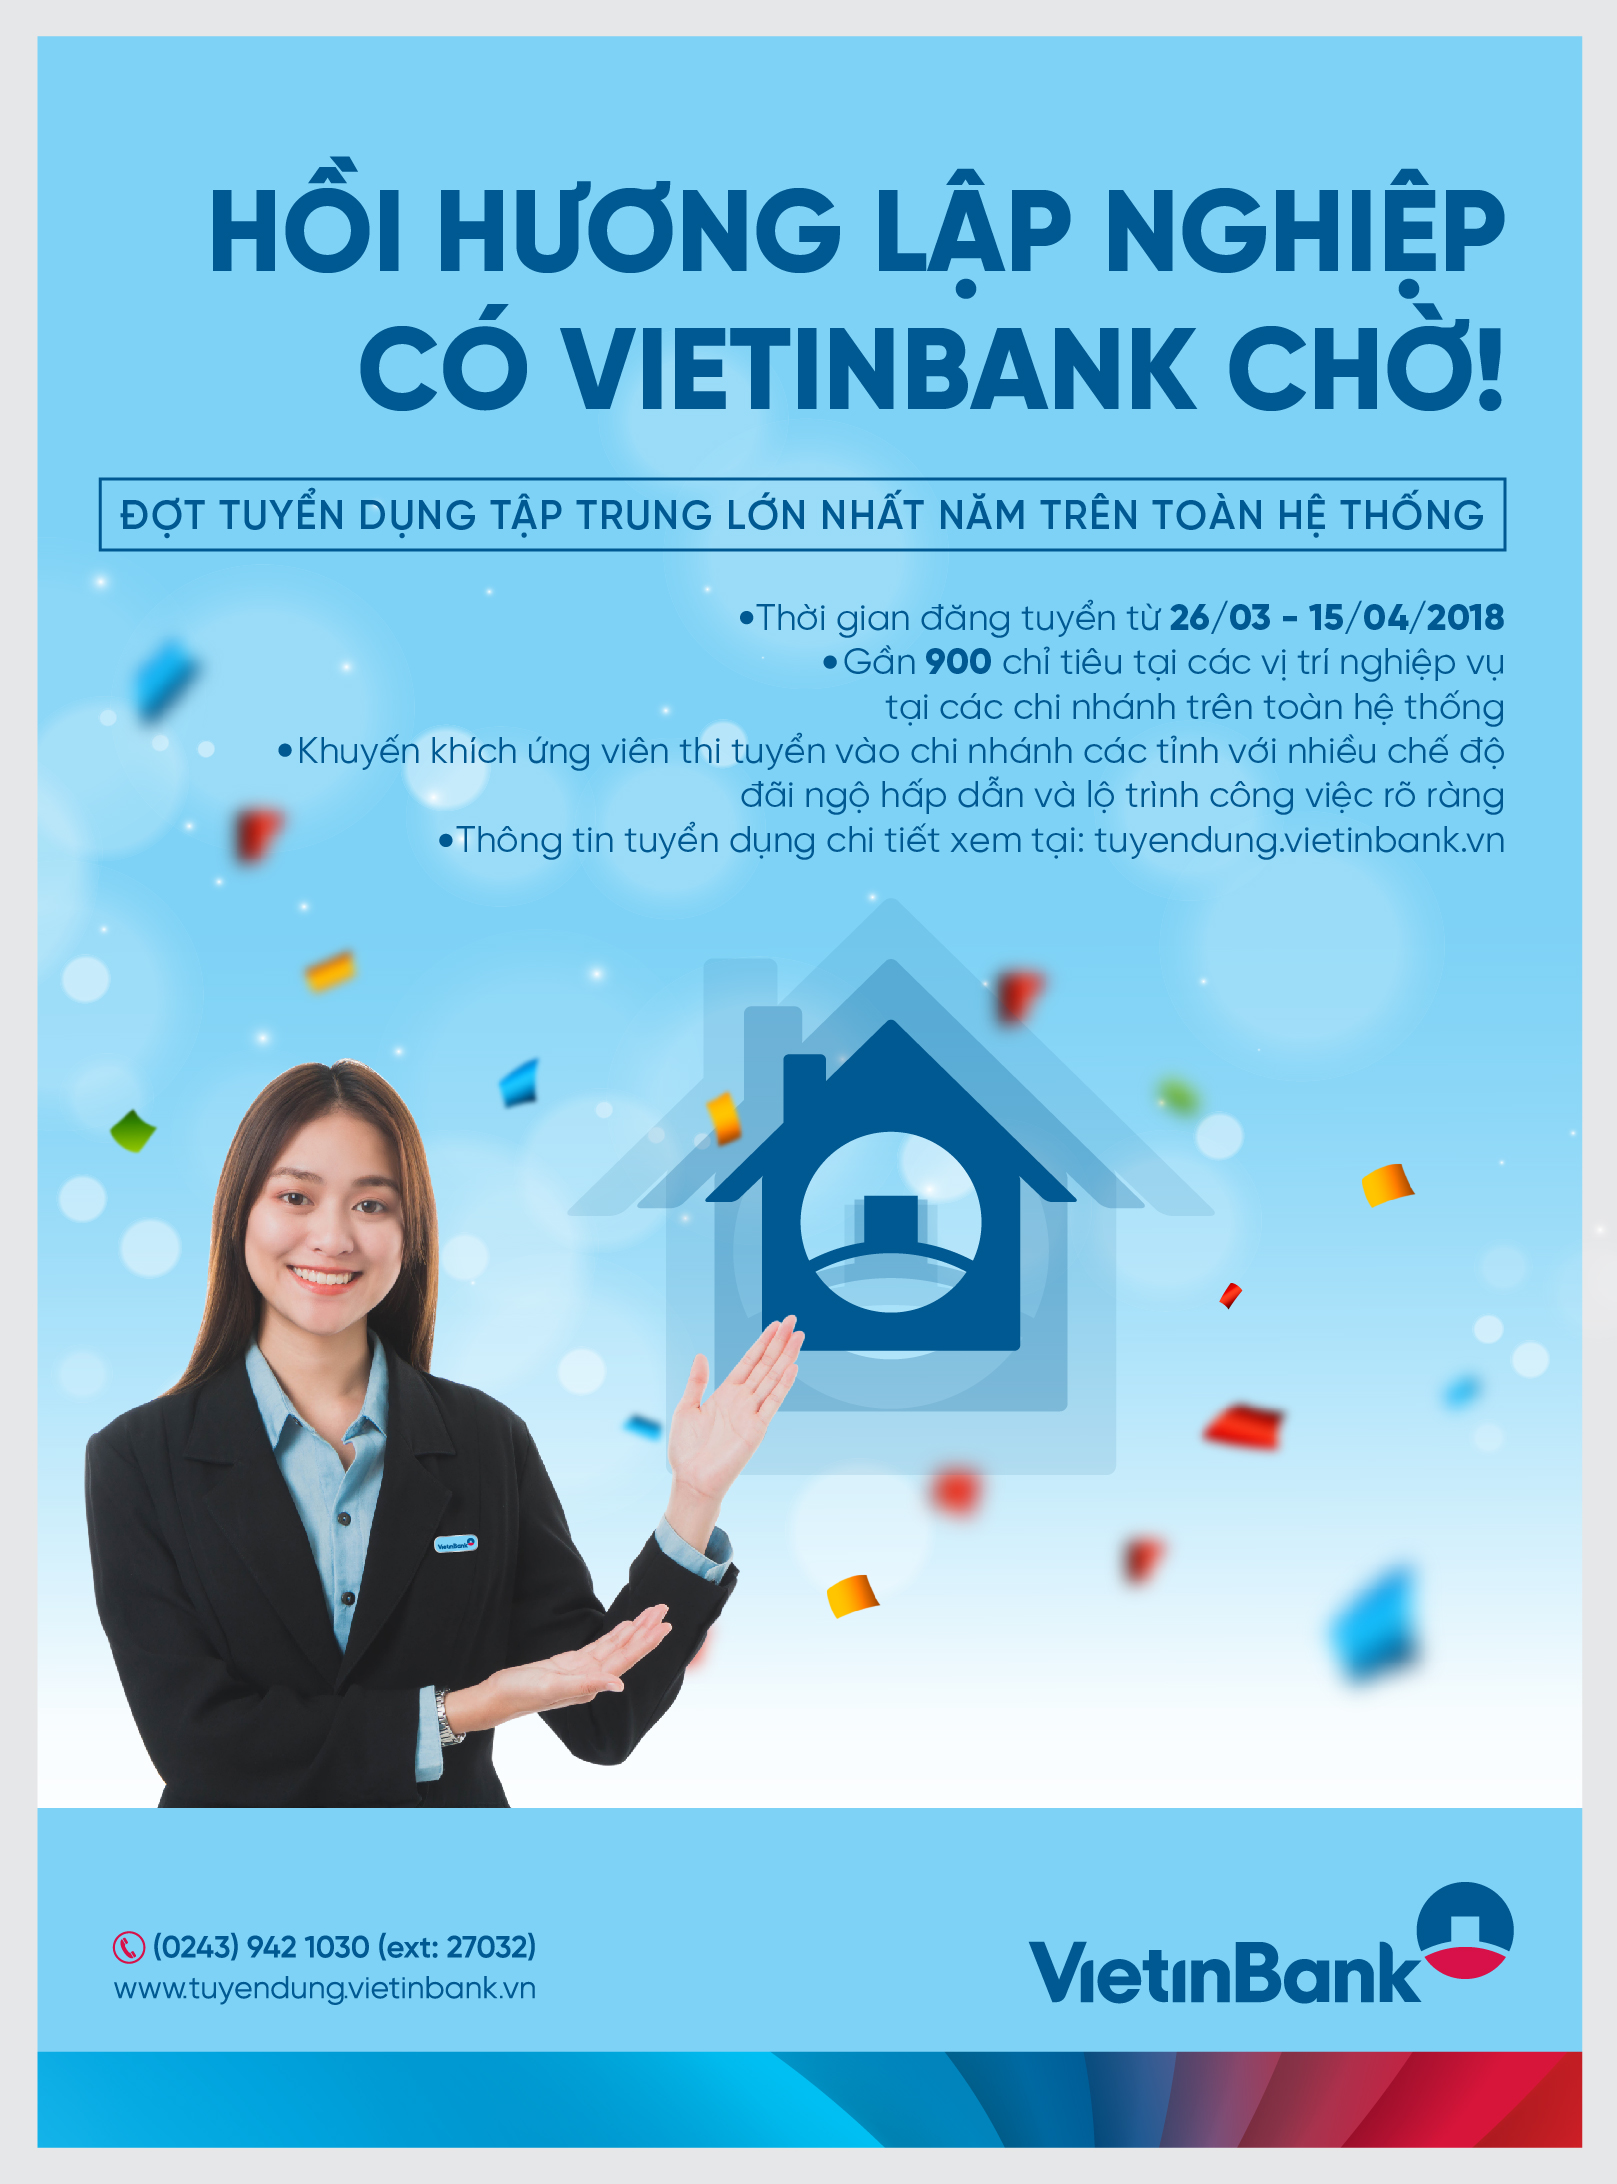 HỒI HƯƠNG LẬP NGHIỆP
CÓ VIETINBANK CHỜ!
ĐỢT TUYỂN DỤNG TẬP TRUNG LỚN NHẤT NĂM TRÊN TOÀN HỆ THỐNG
•Thời gian đăng tuyển từ 26/03 - 15/04/2018
•Gần 900 chỉ tiêu tại các vị trí nghiệp vụ
tại các chi nhánh trên toàn hệ thống
•Khuyến khích ứng viên thi tuyển vào chi nhánh các tỉnh với nhiều chế độ
đãi ngộ hấp dẫn và lộ trình công việc rõ ràng
•Thông tin tuyển dụng chi tiết xem tại: tuyendung.vietinbank.vn
VietinBank
(0243) 942 1030 (ext: 27032)
www.tuyendung.vietinbank.vn
VietinBank